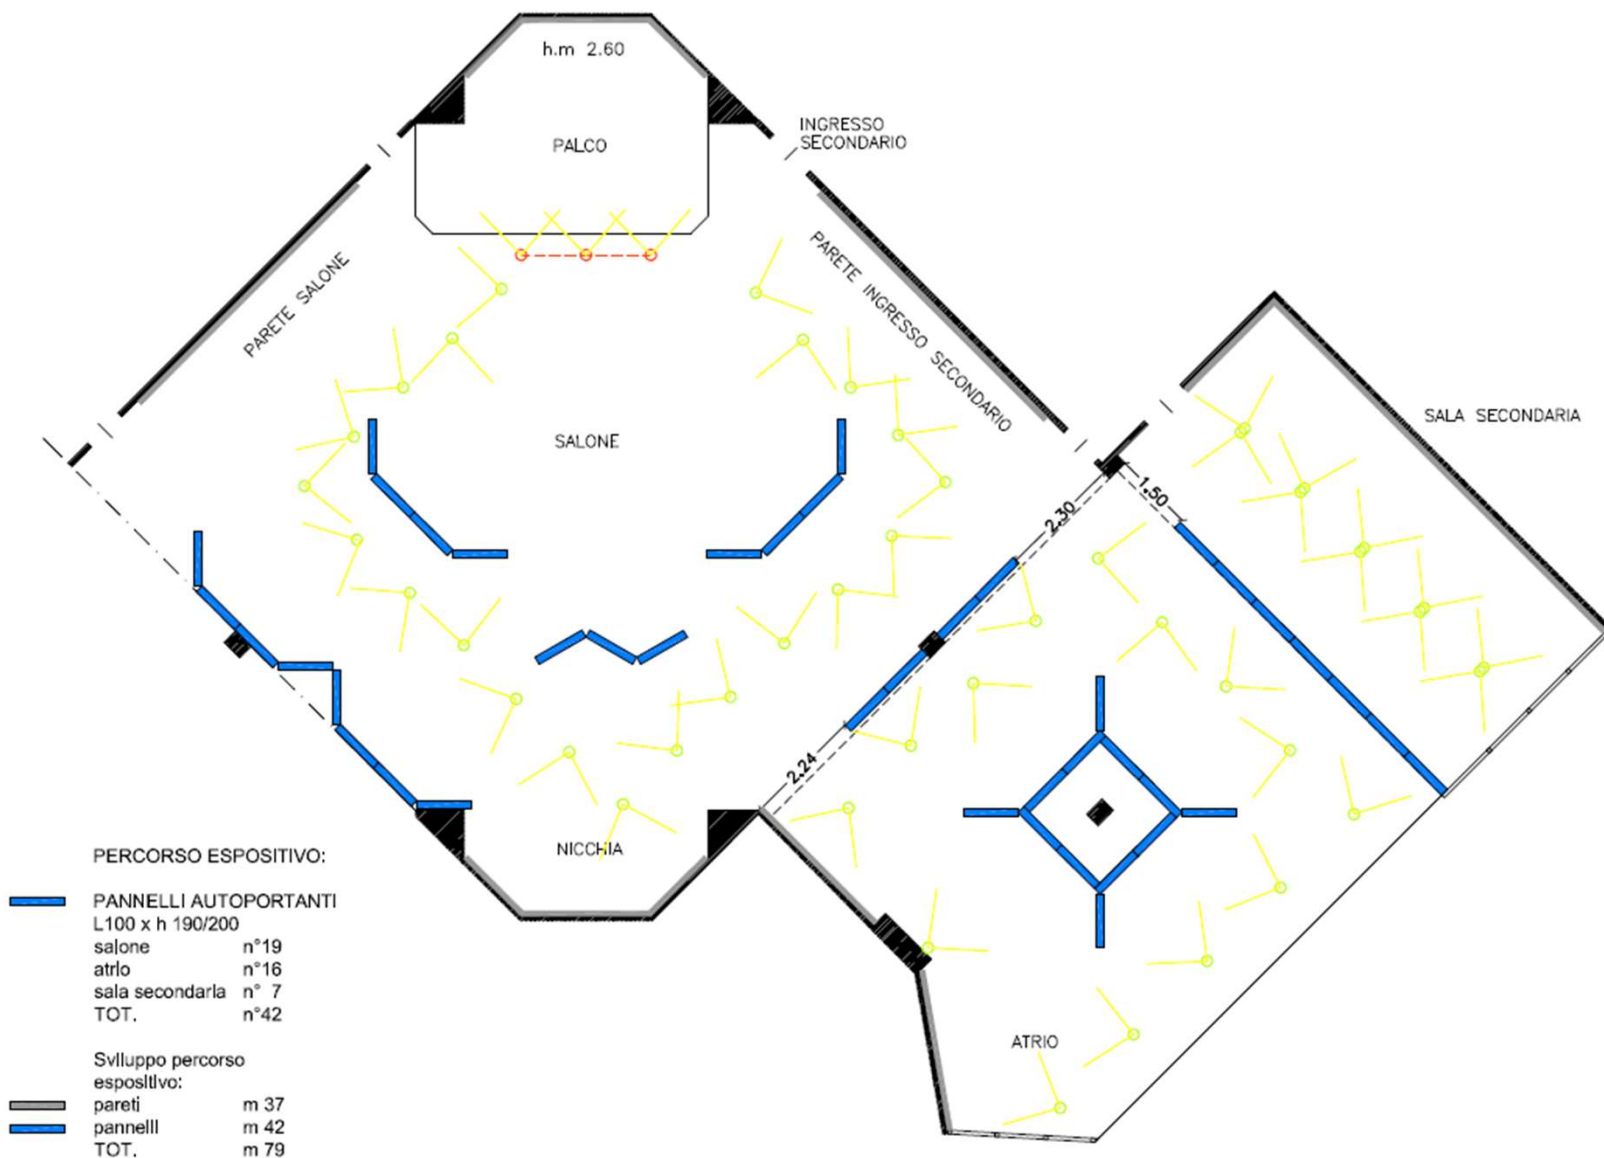 h.m 2.60
PALCO
INGRESSO
SECONDARIO
PARETE SALONE
PARETE INGRESSO SECONDARIO
SALONE
SALA SECONDARIA
1.50
2.30
2.24
NICCHIA
ATRIO
PERCORSO ESPOSITIVO:
PANNELLI AUTOPORTANTI
L100 x h 190/200
salone n°19
atrio n°16
sala secondaria n° 7
TOT. n°42
Sviluppo percorso
espositivo:
pareti m 37
pannelli m 42
TOT. m 79